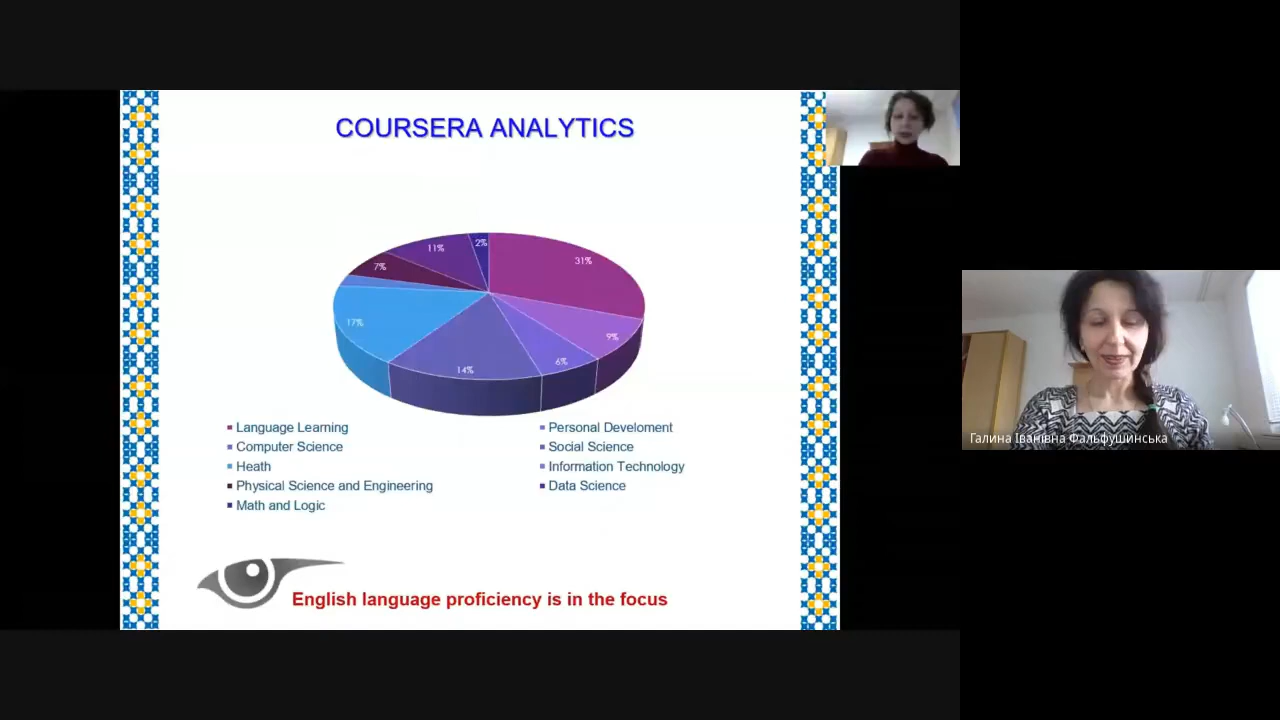 COURSERA ANALYTICS
2%
11%
31%
7%
17%
9%
6%
14%
Language Learning
Personal Develoment
Computer Science
Social Science
Heath
Information Technology
Physical Science and Engineering
Data Science
Math and Logic
English language proficiency is in the focus
Галина Іванівна Фальфушинська